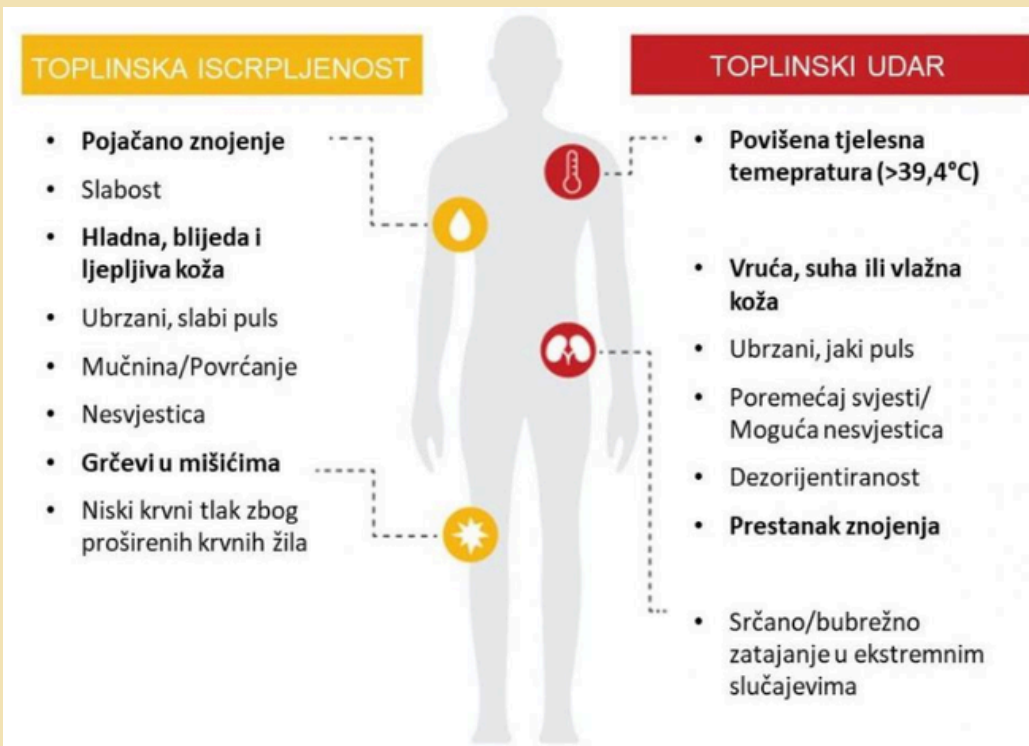 TOPLINSKA ISCRPLJENOST
• Pojačano znojenje
• Slabost
• Hladna, blijeda i
ljepljiva koža
• Ubrzani, slabi puls
• Mučnina/Povrćanje
• Nesvjestica
• Grčevi u mišićima
• Niski krvni tlak zbog
proširenih krvnih žila
TOPLINSKI UDAR
• Povišena tjelesna
temepratura (>39,4°C)
• Vruća, suha ili vlažna
koža
• Ubrzani, jaki puls
• Poremećaj svjesti/
Moguća nesvjestica
• Dezorijentiranost
• Prestanak znojenja
• Srčano/bubrežno
zatajanje u ekstremnim
slučajevima